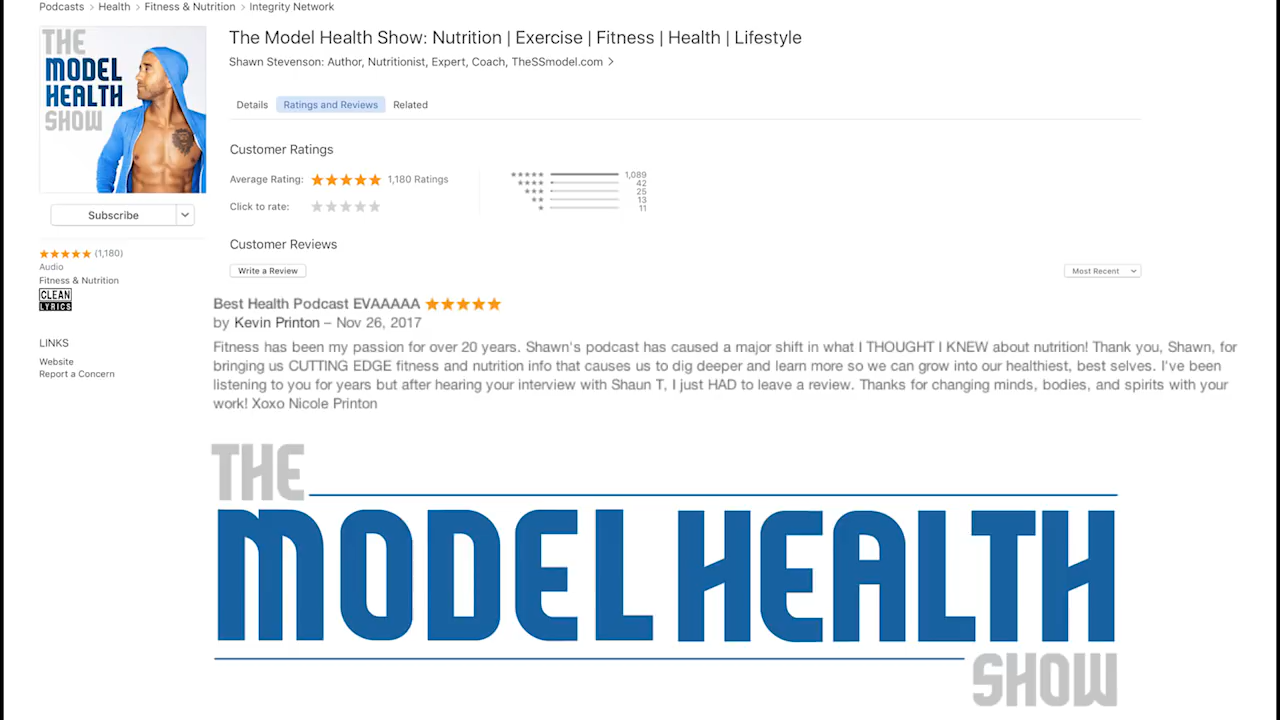 Podcasts > Health > Fitness & Nutrition > Integrity Network
THE
MODEL
HEALTH
SHOW
The Model Health Show: Nutrition | Exercise | Fitness | Health | Lifestyle
Shawn Stevenson: Author, Nutritionist, Expert, Coach, TheSSmodel.com >
Details Ratings and Reviews Related
Customer Ratings
Average Rating: ★★★★★ 1,180 Ratings
Click to rate: ★★★★★
★★★★★ 1,089
★★★★ 42
★★★ 25
★★ 13
★ 11
Subscribe
Customer Reviews
Write a Review
Most Recent
★★★★★ (1,180)
Audio
Fitness & Nutrition
CLEAN
LYRICS
LINKS
Website
Report a Concern
Best Health Podcast EVAAAAA ★★★★★
by Kevin Printon – Nov 26, 2017
Fitness has been my passion for over 20 years. Shawn's podcast has caused a major shift in what I THOUGHT I KNEW about nutrition! Thank you, Shawn, for
bringing us CUTTING EDGE fitness and nutrition info that causes us to dig deeper and learn more so we can grow into our healthiest, best selves. I've been
listening to you for years but after hearing your interview with Shaun T, I just HAD to leave a review. Thanks for changing minds, bodies, and spirits with your
work! Xoxo Nicole Printon
THE
MODEL HEALTH
SHOW